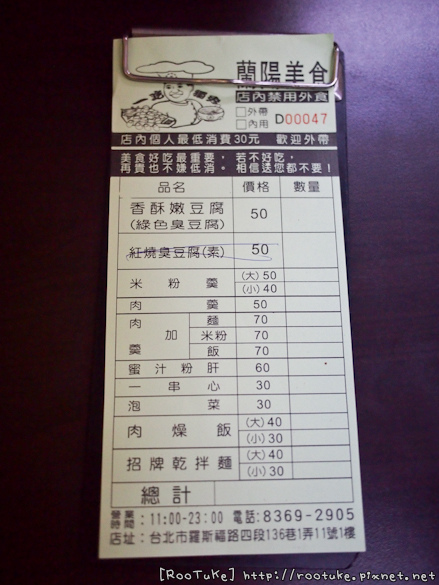 蘭陽美食
店內禁用外食
□外帶
□內用 D00047
店內個人最低消費30元 歡迎外帶
美食好吃最重要，若不好吃，
再貴也不嫌低消。相信送您都不要！
品名 價格 數量
香酥嫩豆腐
(綠色臭豆腐) 50
紅燒臭豆腐(素) 50
米粉羹 (大)50
(小)40
肉羹 50
肉羹 加 麵 70
米粉 70
飯 70
蜜汁粉肝 60
一串心 30
泡菜 30
肉燥飯 (大)40
(小)30
招牌乾拌麵 (大)40
(小)30
總計
營業時間：11:00-23:00 電話:8369-2905
店址：台北市羅斯福路四段136巷1弄11號1樓
[RooTuKe] http://rootuke.pixnet.net